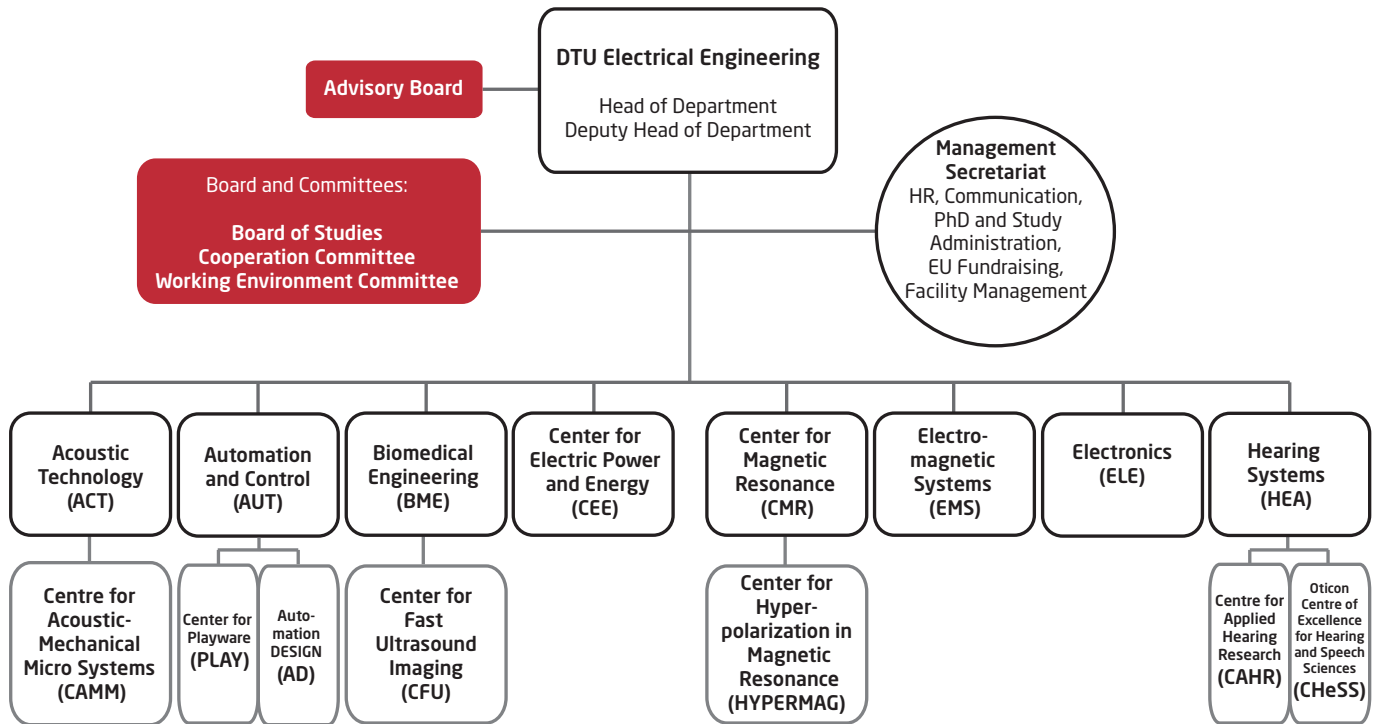 DTU Electrical Engineering
Head of Department
Deputy Head of Department
Advisory Board
Board and Committees:
Board of Studies
Cooperation Committee
Working Environment Committee
Management
Secretariat
HR, Communication,
PhD and Study
Administration,
EU Fundraising,
Facility Management
Acoustic
Technology
(ACT)
Automation
and Control
(AUT)
Biomedical
Engineering
(BME)
Center for
Electric Power
and Energy
(CEE)
Center for
Magnetic
Resonance
(CMR)
Electro-
magnetic
Systems
(EMS)
Electronics
(ELE)
Hearing
Systems
(HEA)
Centre for
Acoustic-
Mechanical
Micro Systems
(CAMM)
Center for
Playware
(PLAY)
Auto-
mation
DESIGN
(AD)
Center for
Fast
Ultrasound
Imaging
(CFU)
Center for
Hyper-
polarization in
Magnetic
Resonance
(HYPERMAG)
Centre for
Applied
Hearing
Research
(CAHR)
Oticon
Centre of
Excellence
for Hearing
and Speech
Sciences
(CHeSS)